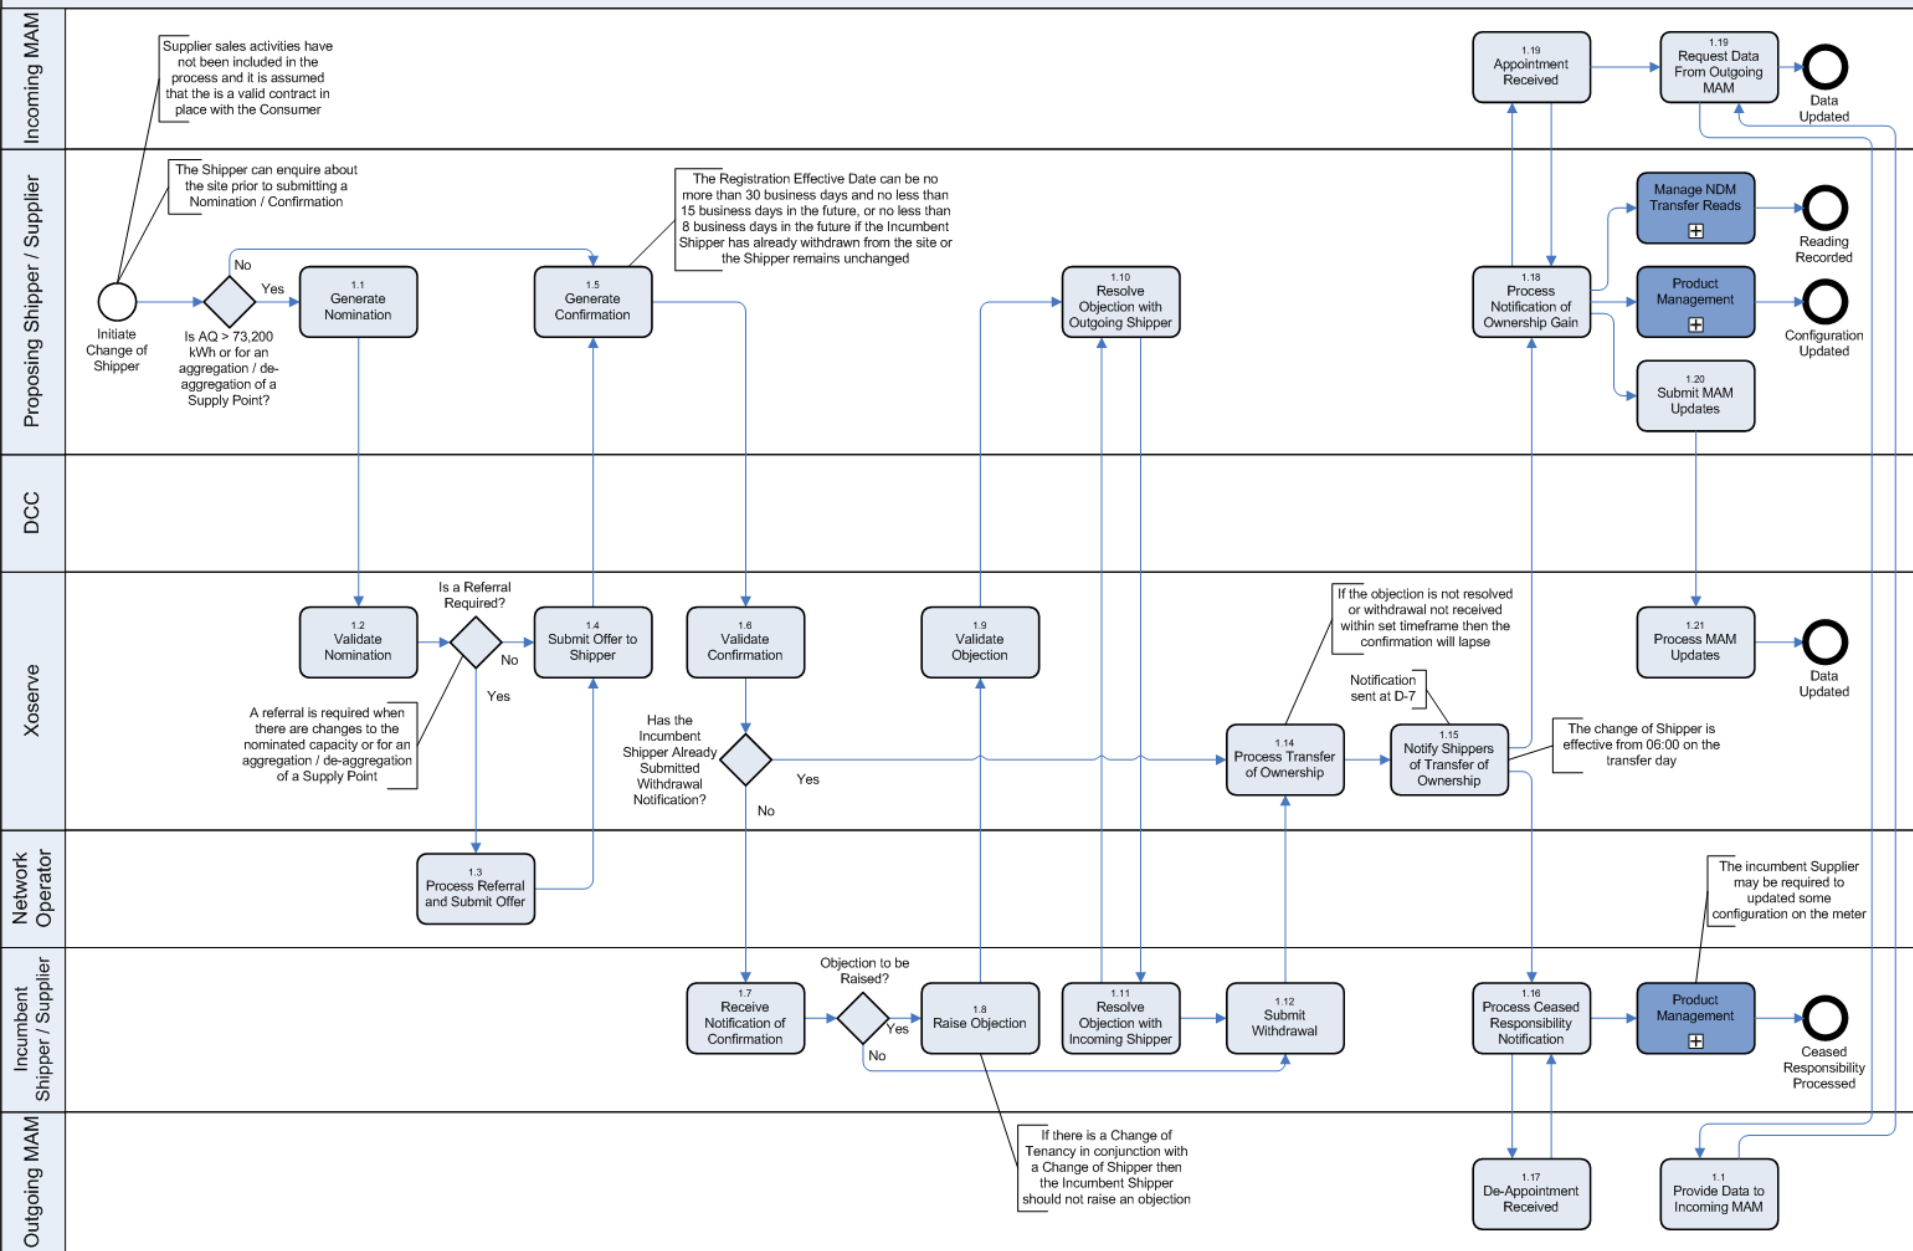 Incoming MAM
Supplier sales activities have
not been included in the
process and it is assumed
that the is a valid contract in
place with the Consumer
1.19
Appointment
Received
1.19
Request Data
From Outgoing
MAM
Data
Updated
Proposing Shipper / Supplier
The Shipper can enquire about
the site prior to submitting a
Nomination / Confirmation
Initiate
Change of
Shipper
No
Yes
Is AQ > 73,200
kWh or for an
aggregation / de-
aggregation of a
Supply Point?
1.1
Generate
Nomination
1.5
Generate
Confirmation
The Registration Effective Date can be no
more than 30 business days and no less than
15 business days in the future, or no less than
8 business days in the future if the Incumbent
Shipper has already withdrawn from the site or
the Shipper remains unchanged
1.10
Resolve
Objection with
Outgoing Shipper
1.18
Process
Notification of
Ownership Gain
Manage NDM
Transfer Reads
Reading
Recorded
Product
Management
Configuration
Updated
1.20
Submit MAM
Updates
DCC
Xoserve
1.2
Validate
Nomination
Is a Referral
Required?
No
Yes
A referral is required when
there are changes to the
nominated capacity or for an
aggregation / de-aggregation
of a Supply Point
1.4
Submit Offer to
Shipper
1.6
Validate
Confirmation
Has the
Incumbent
Shipper Already
Submitted
Withdrawal
Notification?
Yes
No
1.9
Validate
Objection
If the objection is not resolved
or withdrawal not received
within set timeframe then the
confirmation will lapse
Notification
sent at D-7
1.14
Process Transfer
of Ownership
1.15
Notify Shippers
of Transfer of
Ownership
The change of Shipper is
effective from 06:00 on the
transfer day
1.21
Process MAM
Updates
Data
Updated
Network
Operator
1.3
Process Referral
and Submit Offer
The incumbent Supplier
may be required to
updated some
configuration on the meter
Incumbent
Shipper / Supplier
1.7
Receive
Notification of
Confirmation
Objection to be
Raised?
Yes
No
1.8
Raise Objection
1.11
Resolve
Objection with
Incoming Shipper
1.12
Submit
Withdrawal
1.16
Process Ceased
Responsibility
Notification
Product
Management
Ceased
Responsibility
Processed
Outgoing MAM
If there is a Change of
Tenancy in conjunction with
a Change of Shipper then
the Incumbent Shipper
should not raise an objection
1.17
De-Appointment
Received
1.1
Provide Data to
Incoming MAM